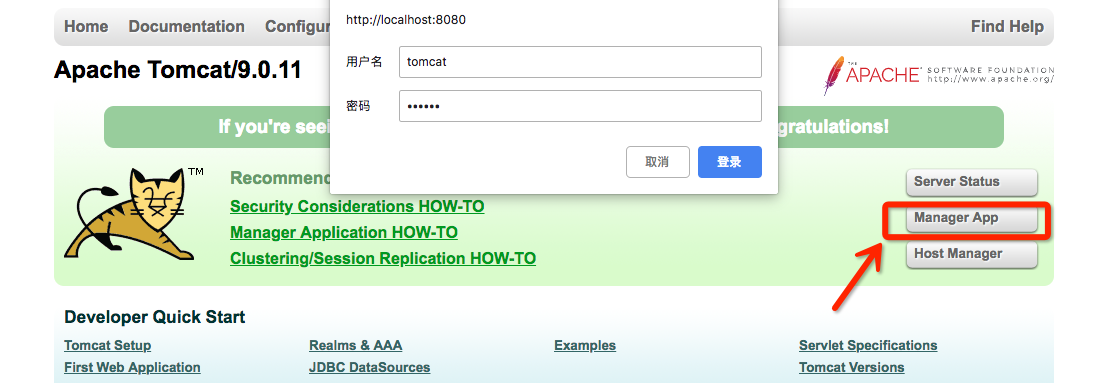 http://localhost:8080
Home Documentation Configur Find Help
用户名 tomcat
Apache Tomcat/9.0.11
THE
APACHE SOFTWARE FOUNDATION
http://www.apache.org/
密码 ••••••
If you're seei gratulations!
取消 登录
TM
Recommen
Security Considerations HOW-TO
Manager Application HOW-TO
Clustering/Session Replication HOW-TO
Server Status
Manager App
Host Manager
Developer Quick Start
Tomcat Setup Realms & AAA Examples Servlet Specifications
First Web Application JDBC DataSources Tomcat Versions